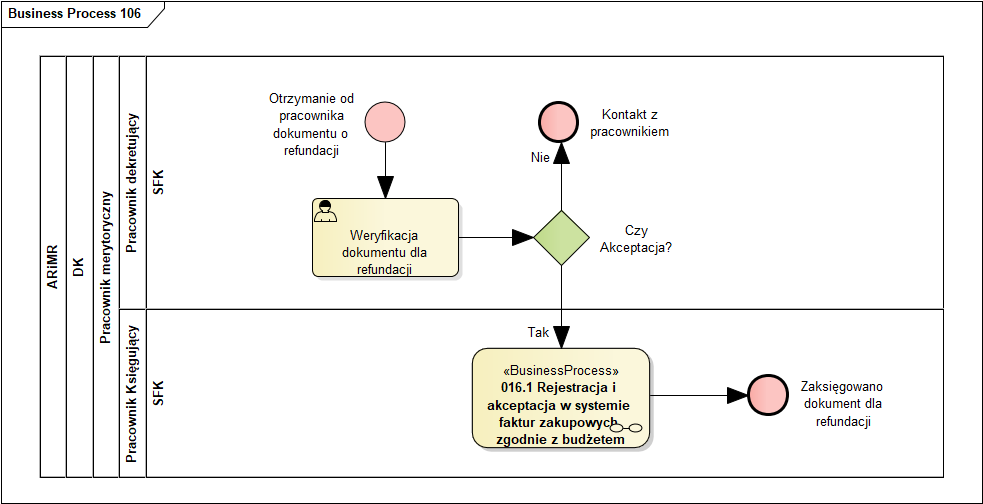 Business Process 106
ARiMR
DK
Pracownik merytoryczny
Pracownik dekretujący
SFK
Otrzymanie od
pracownika
dokumentu o
refundacji
Kontakt z
pracownikiem
Nie
Weryfikacja
dokumentu dla
refundacji
Czy
Akceptacja?
Tak
Pracownik Księgujący
SFK
«BusinessProcess»
016.1 Rejestracja i
akceptacja w systemie
faktur zakupowych
zgodnie z budżetem
Zaksięgowano
dokument dla
refundacji